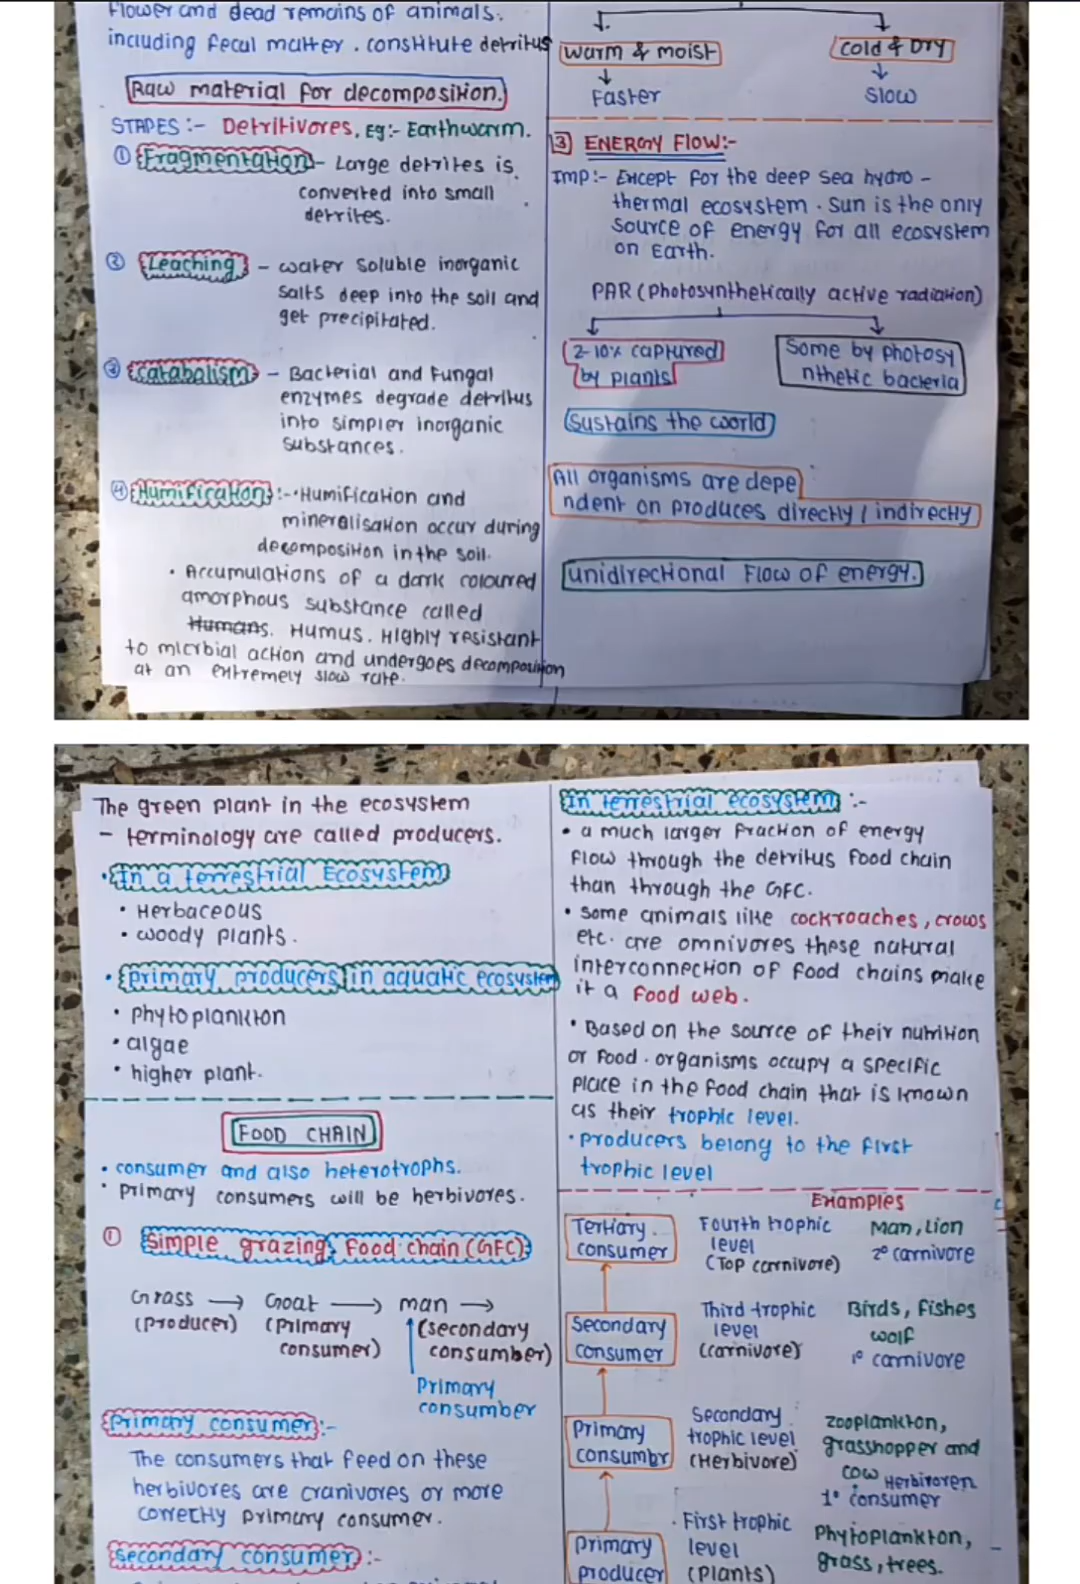 Flower and dead remains of animals.
including fecal matter. constitute detritus
Raw material for decomposition.
STAPES :- Detritivores, Eg:- Earthwarm.
① Fragmentation - Large detrites is
converted into small
detrites.
② Leaching - water soluble inorganic
salts deep into the soil and
get precipitated.
③ Catabolism - Bacterial and Fungal
enzymes degrade detritus
into simpler inorganic
substances.
④ Humification :- • Humification and
mineralisation occur during
decomposition in the soil.
• Accumulations of a dark coloured
amorphous substance called
Humans. Humus. Highly resistant
to micrbial action and undergoes decomposition
at an extremely slow rate.
warm & moist
cold & Dry
Faster
slow
3 ENERGY FLOW:-
Imp:- Except for the deep sea hydro -
thermal ecosystem. sun is the only
source of energy for all ecosystem
on Earth.
PAR (Photosynthetically active radiation)
2-10% captured
by plants
Some by photosy
nthetic bacteria
Sustains the world
All organisms are depe
ndent on produces directly / indirectly
unidirectional Flow of energy.
The green plant in the ecosystem
- terminology are called producers.
• In a terrestrial Ecosystem
• Herbaceous
• woody plants.
• primary producers in aquatic ecosystem
• phytoplankton
• algae
• higher plant.
FOOD CHAIN
• consumer and also heterotrophs.
• primary consumers will be herbivores.
① Simple grazing Food chain (GFC)
Grass → Goat → man →
(producer) (primary consumer) (secondary consumber)
Primary
consumber
primary consumer :-
The consumers that feed on these
herbivores are cranivores or more
correctly primary consumer.
secondary consumer :-
In terrestrial ecosystem :-
• a much larger fraction of energy
flow through the detritus food chain
than through the GFC.
• some animals like cockroaches, crows
etc. are omnivores these natural
interconnection of food chains make
it a food web.
• Based on the source of their nutrition
or food. organisms occupy a specific
place in the food chain that is known
as their trophic level.
• producers belong to the first
trophic level
Examples
Tertiary consumer
Fourth trophic
level
(Top carnivore)
Man, lion
2° carnivore
Secondary
consumer
Third trophic
level
(carnivore)
Birds, fishes
wolf
1° carnivore
Primary
consumbr
Secondary
trophic level
(Herbivore)
zooplankton,
grasshopper and
cow Herbivoren
1° consumer
primary
producer
First trophic
level
(plants)
Phytoplankton,
grass, trees.